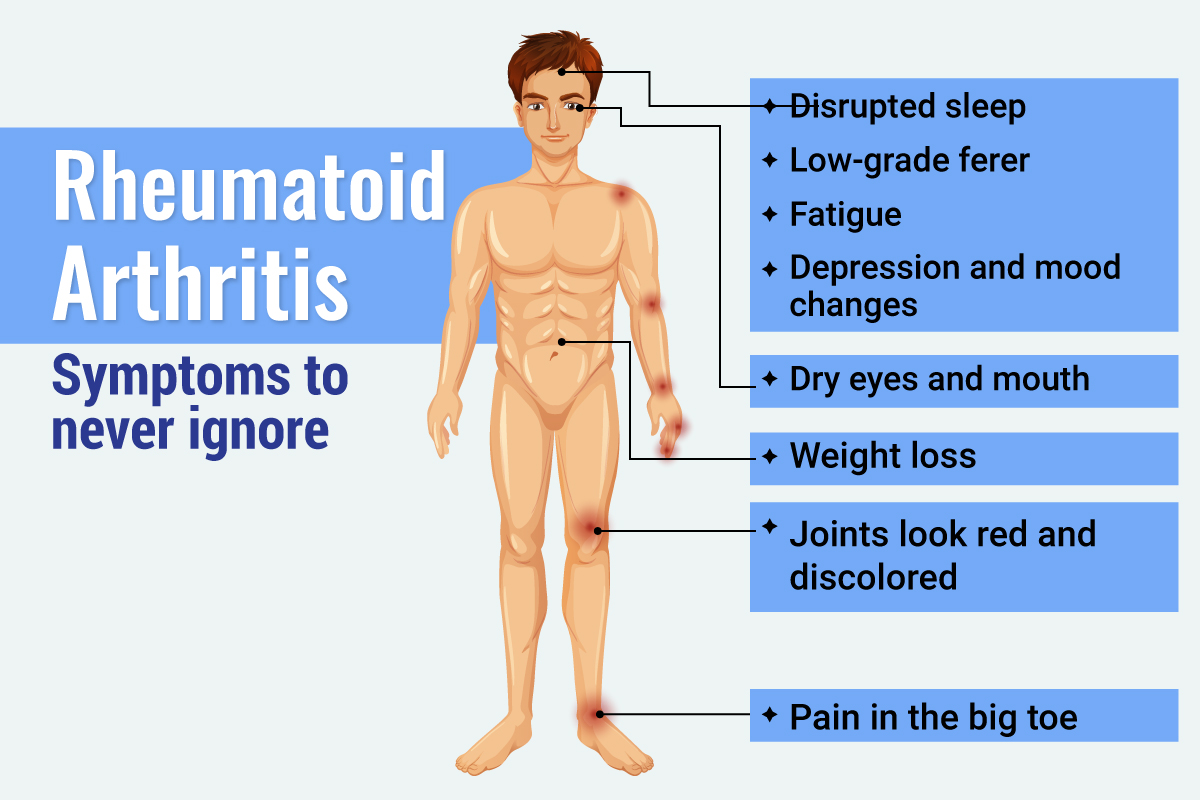 Rheumatoid
Arthritis
Symptoms to
never ignore
Disrupted sleep
Low-grade ferer
Fatigue
Depression and mood
changes
Dry eyes and mouth
Weight loss
Joints look red and
discolored
Pain in the big toe